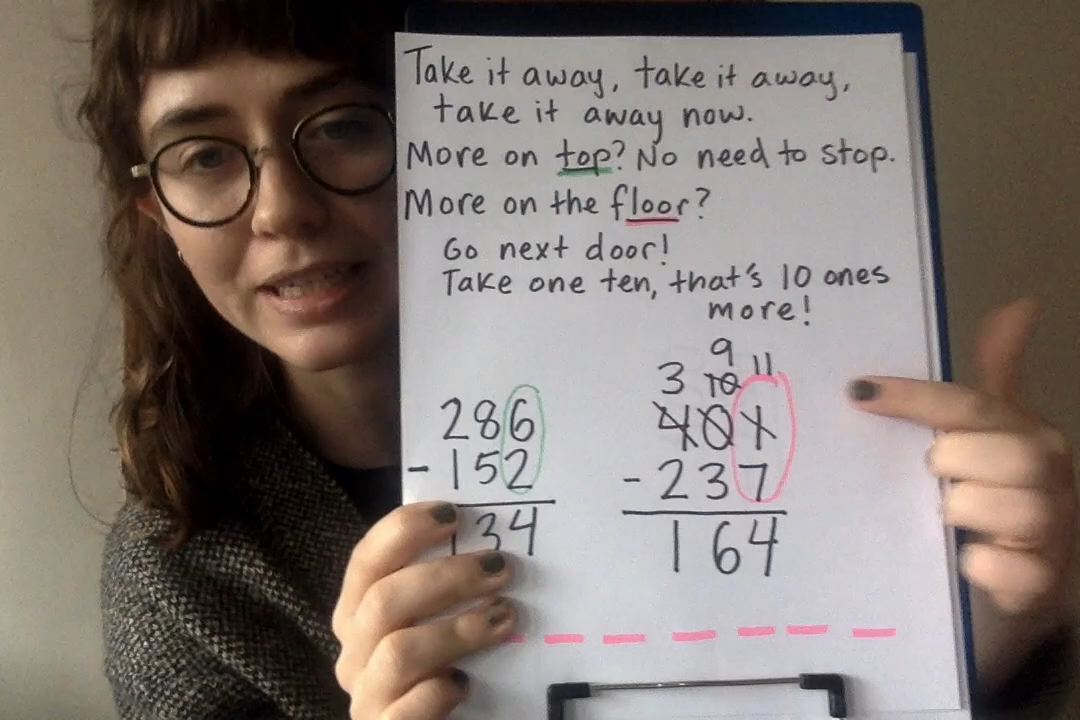 Take it away, take it away,
take it away now.
More on top? No need to stop.
More on the floor?
Go next door!
Take one ten, that's 10 ones
more!
286
- 152
134
9
3 10 11
401
- 237
164